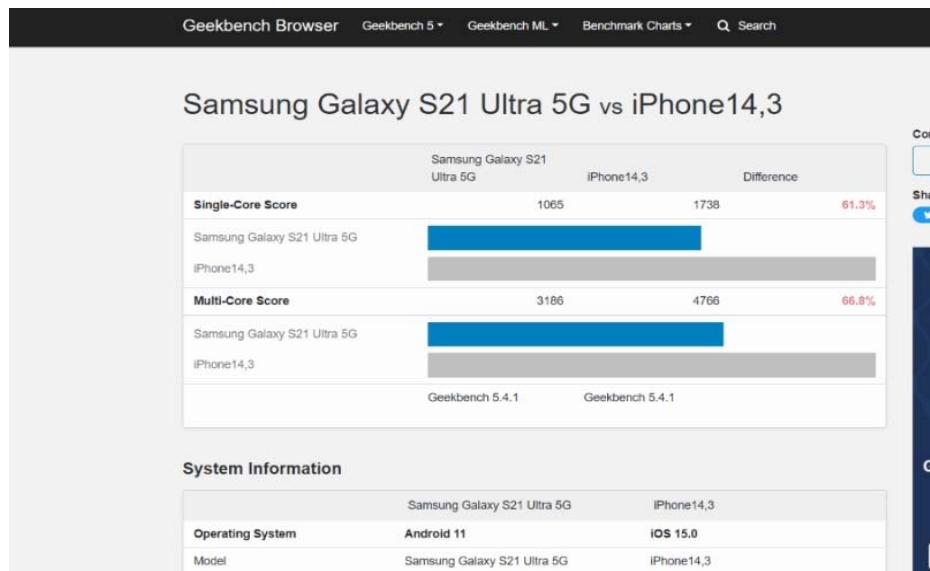 Geekbench Browser Geekbench 5 Geekbench ML Benchmark Charts Search
Samsung Galaxy S21 Ultra 5G vs iPhone14,3
Samsung Galaxy S21
Ultra 5G iPhone14,3 Difference
Single-Core Score 1065 1738 61.3%
Samsung Galaxy S21 Ultra 5G
iPhone14,3
Multi-Core Score 3186 4766 66.8%
Samsung Galaxy S21 Ultra 5G
iPhone14,3
Geekbench 5.4.1 Geekbench 5.4.1
System Information
Samsung Galaxy S21 Ultra 5G iPhone14,3
Operating System Android 11 iOS 15.0
Model Samsung Galaxy S21 Ultra 5G iPhone14,3